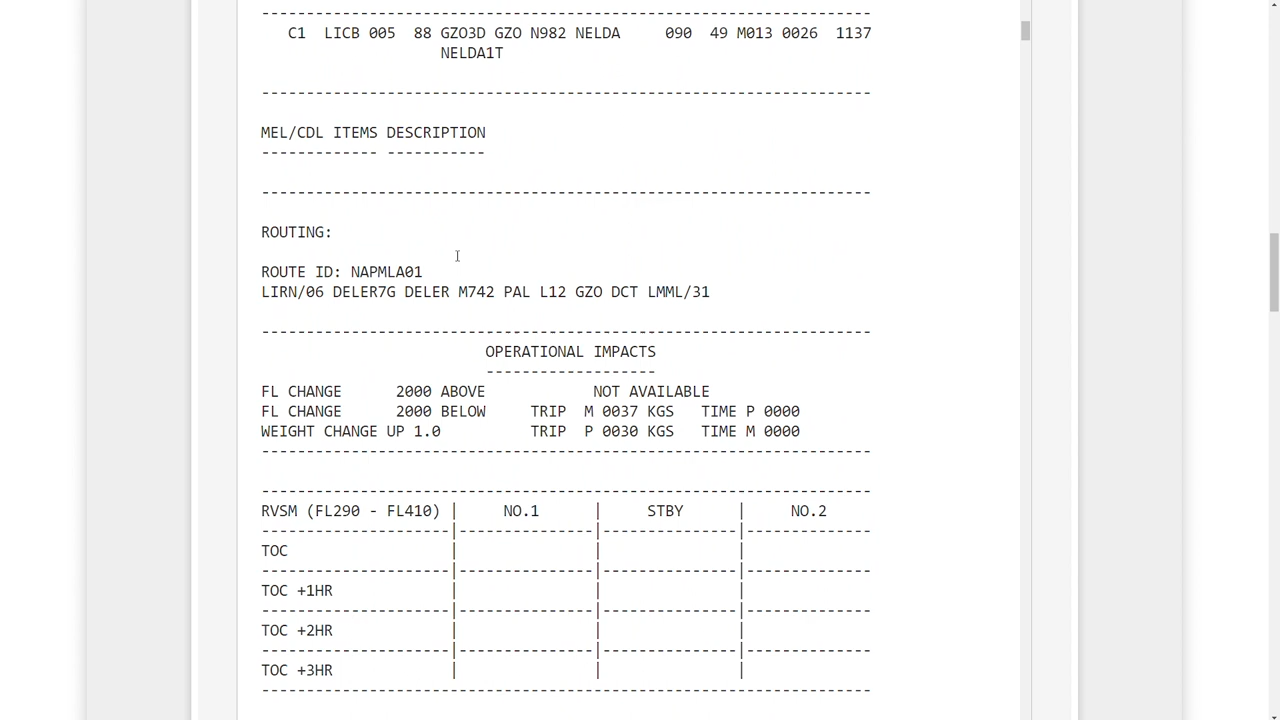 --------------------------------------------------------------------
C1  LICB 005  88 GZO3D GZO N982 NELDA     090  49 M013 0026  1137
NELDA1T
--------------------------------------------------------------------
MEL/CDL ITEMS DESCRIPTION
------------- -----------
--------------------------------------------------------------------
ROUTING:
ROUTE ID: NAPMLA01
LIRN/06 DELER7G DELER M742 PAL L12 GZO DCT LMML/31
--------------------------------------------------------------------
OPERATIONAL IMPACTS
-------------------
FL CHANGE      2000 ABOVE            NOT AVAILABLE
FL CHANGE      2000 BELOW     TRIP  M 0037 KGS   TIME P 0000
WEIGHT CHANGE UP 1.0          TRIP  P 0030 KGS   TIME M 0000
--------------------------------------------------------------------
--------------------------------------------------------------------
RVSM (FL290 - FL410) |     NO.1      |     STBY      |     NO.2
---------------------|---------------|---------------|--------------
TOC                  |               |               |
---------------------|---------------|---------------|--------------
TOC +1HR             |               |               |
---------------------|---------------|---------------|--------------
TOC +2HR             |               |               |
---------------------|---------------|---------------|--------------
TOC +3HR             |               |               |
--------------------------------------------------------------------